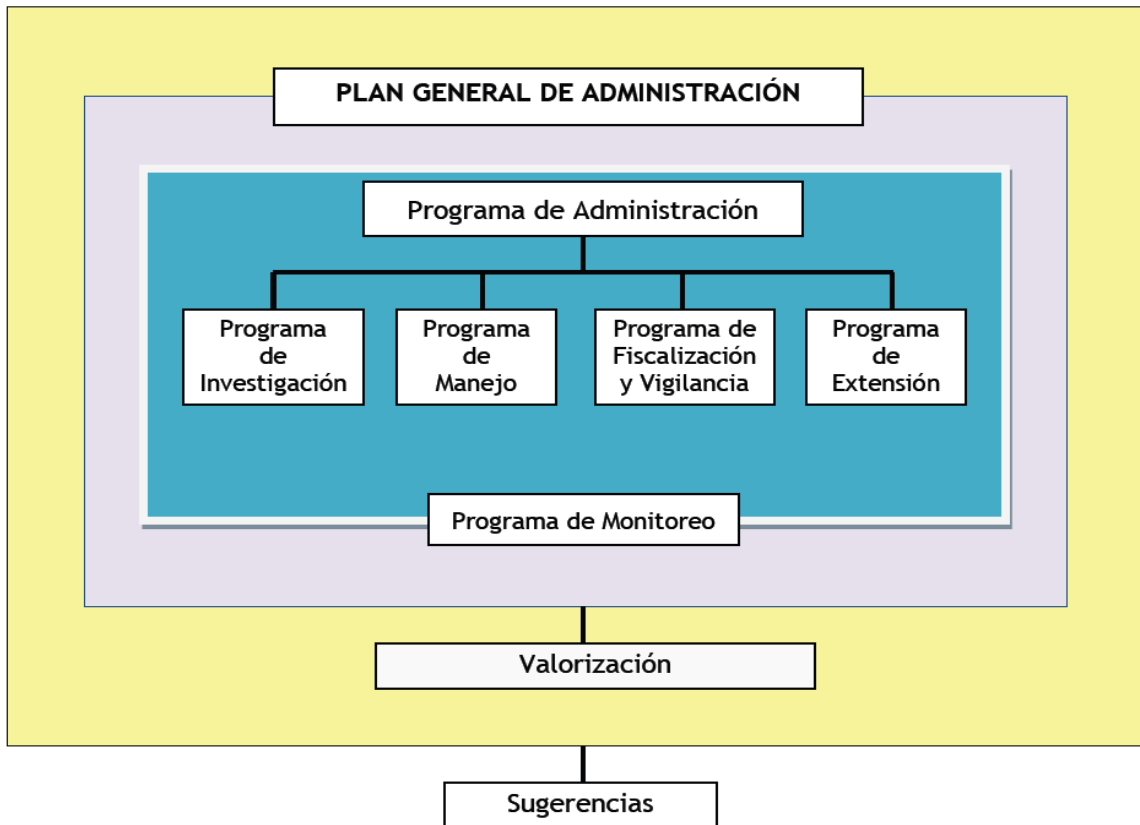 PLAN GENERAL DE ADMINISTRACIÓN
Programa de Administración
Programa
de
Investigación
Programa
de
Manejo
Programa de
Fiscalización
y Vigilancia
Programa
de
Extensión
Programa de Monitoreo
Valorización
Sugerencias